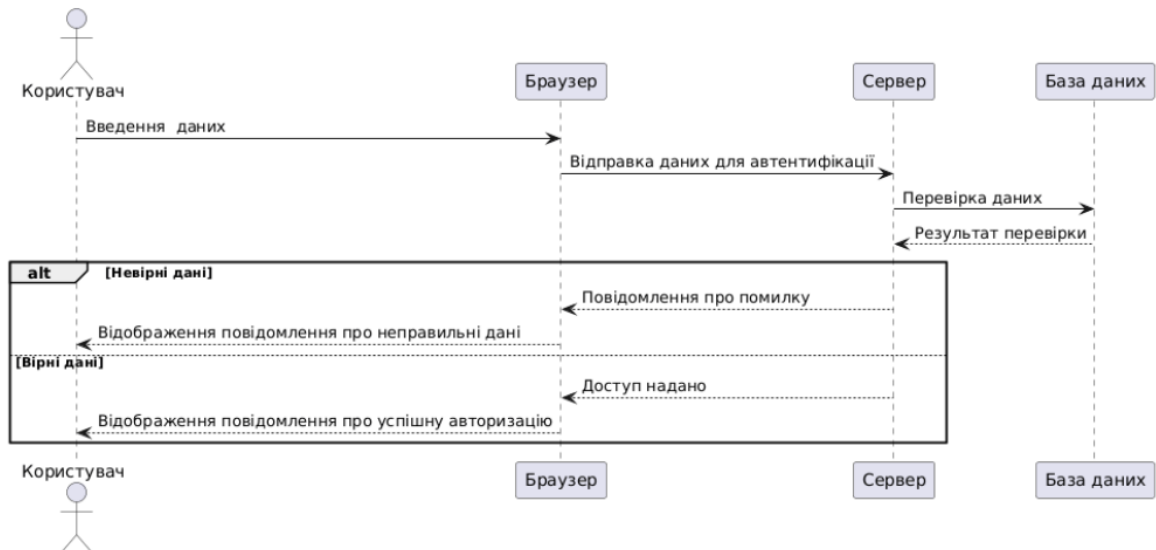 Користувач
Браузер
Сервер
База даних
Введення  даних
Відправка даних для автентифікації
Перевірка даних
Результат перевірки
alt
[Невірні дані]
Повідомлення про помилку
Відображення повідомлення про неправильні дані
[Вірні дані]
Доступ надано
Відображення повідомлення про успішну авторизацію
Користувач
Браузер
Сервер
База даних